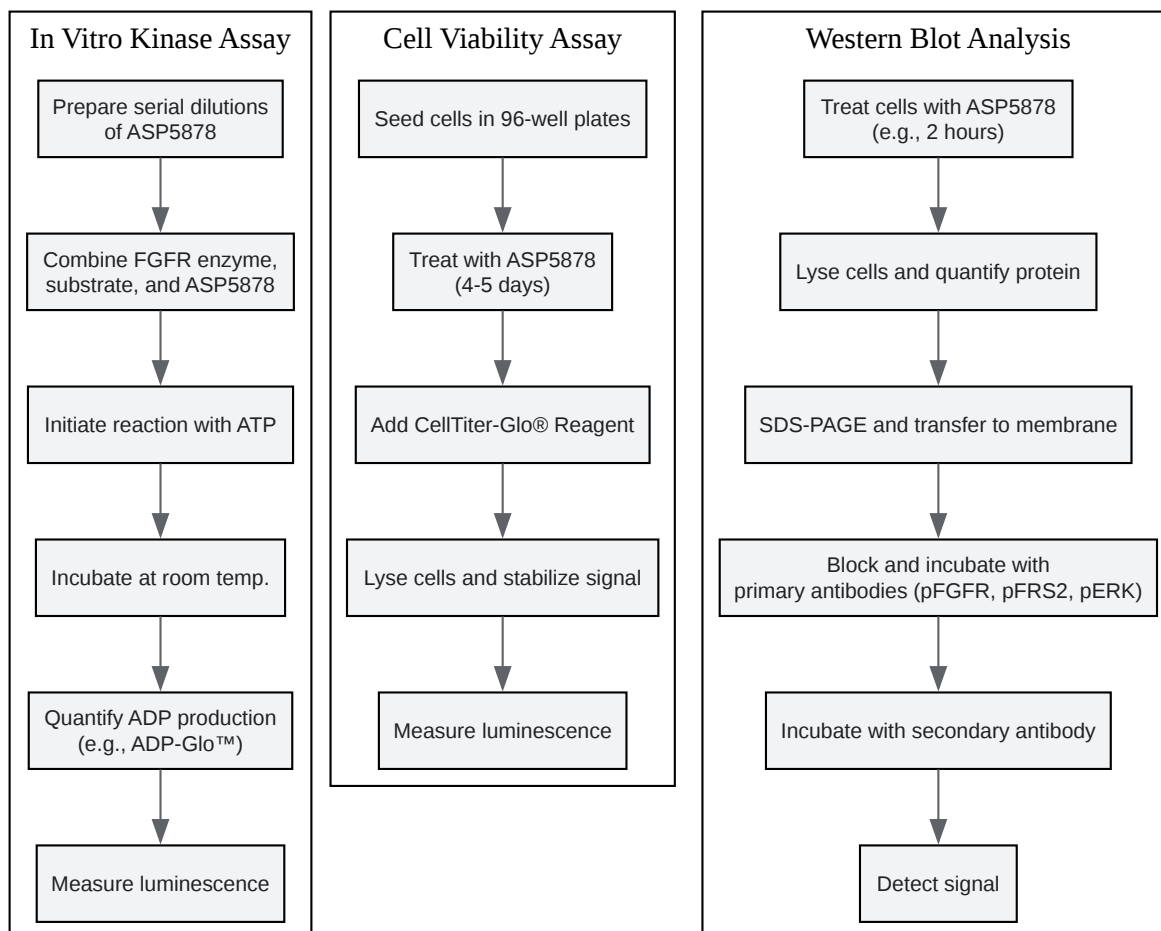 In Vitro Kinase Assay
Prepare serial dilutions
of ASP5878
Combine FGFR enzyme,
substrate, and ASP5878
Initiate reaction with ATP
Incubate at room temp.
Quantify ADP production
(e.g., ADP-Glo™)
Measure luminescence
Cell Viability Assay
Seed cells in 96-well plates
Treat with ASP5878
(4-5 days)
Add CellTiter-Glo® Reagent
Lyse cells and stabilize signal
Measure luminescence
Western Blot Analysis
Treat cells with ASP5878
(e.g., 2 hours)
Lyse cells and quantify protein
SDS-PAGE and transfer to membrane
Block and incubate with
primary antibodies (pFGFR, pFRS2, pERK)
Incubate with secondary antibody
Detect signal